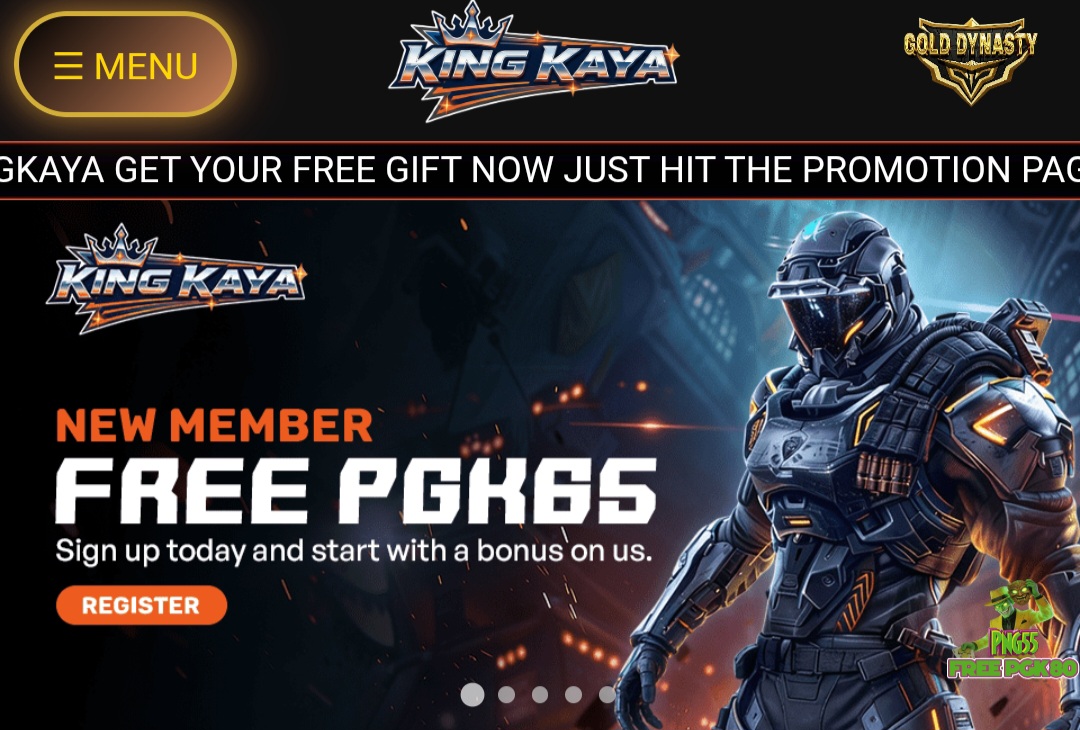 ☰ MENU
KING KAYA
GOLD DYNASTY
GKAYA GET YOUR FREE GIFT NOW JUST HIT THE PROMOTION PAG
KING KAYA
NEW MEMBER
FREE PGK65
Sign up today and start with a bonus on us.
REGISTER
PNG55
FREE PGK80